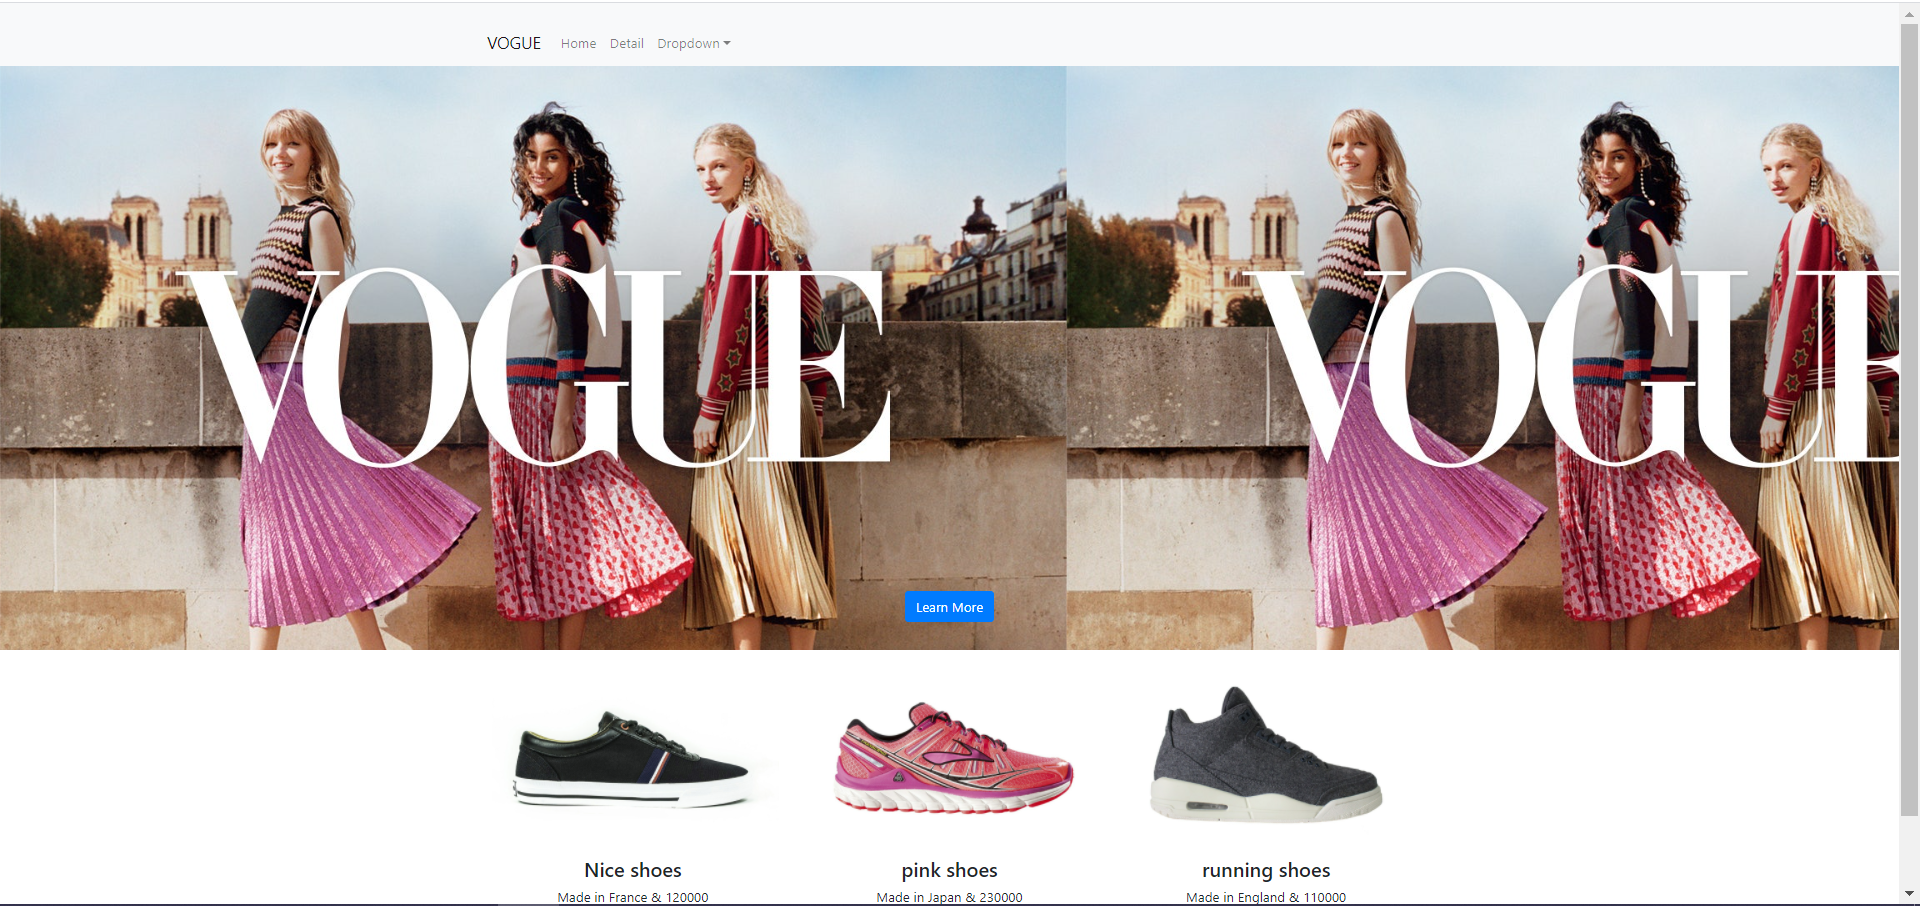 VOGUE Home Detail Dropdown
VOGUE VOGUE
Learn More
Nice shoes pink shoes running shoes
Made in France & 120000 Made in Japan & 230000 Made in England & 110000